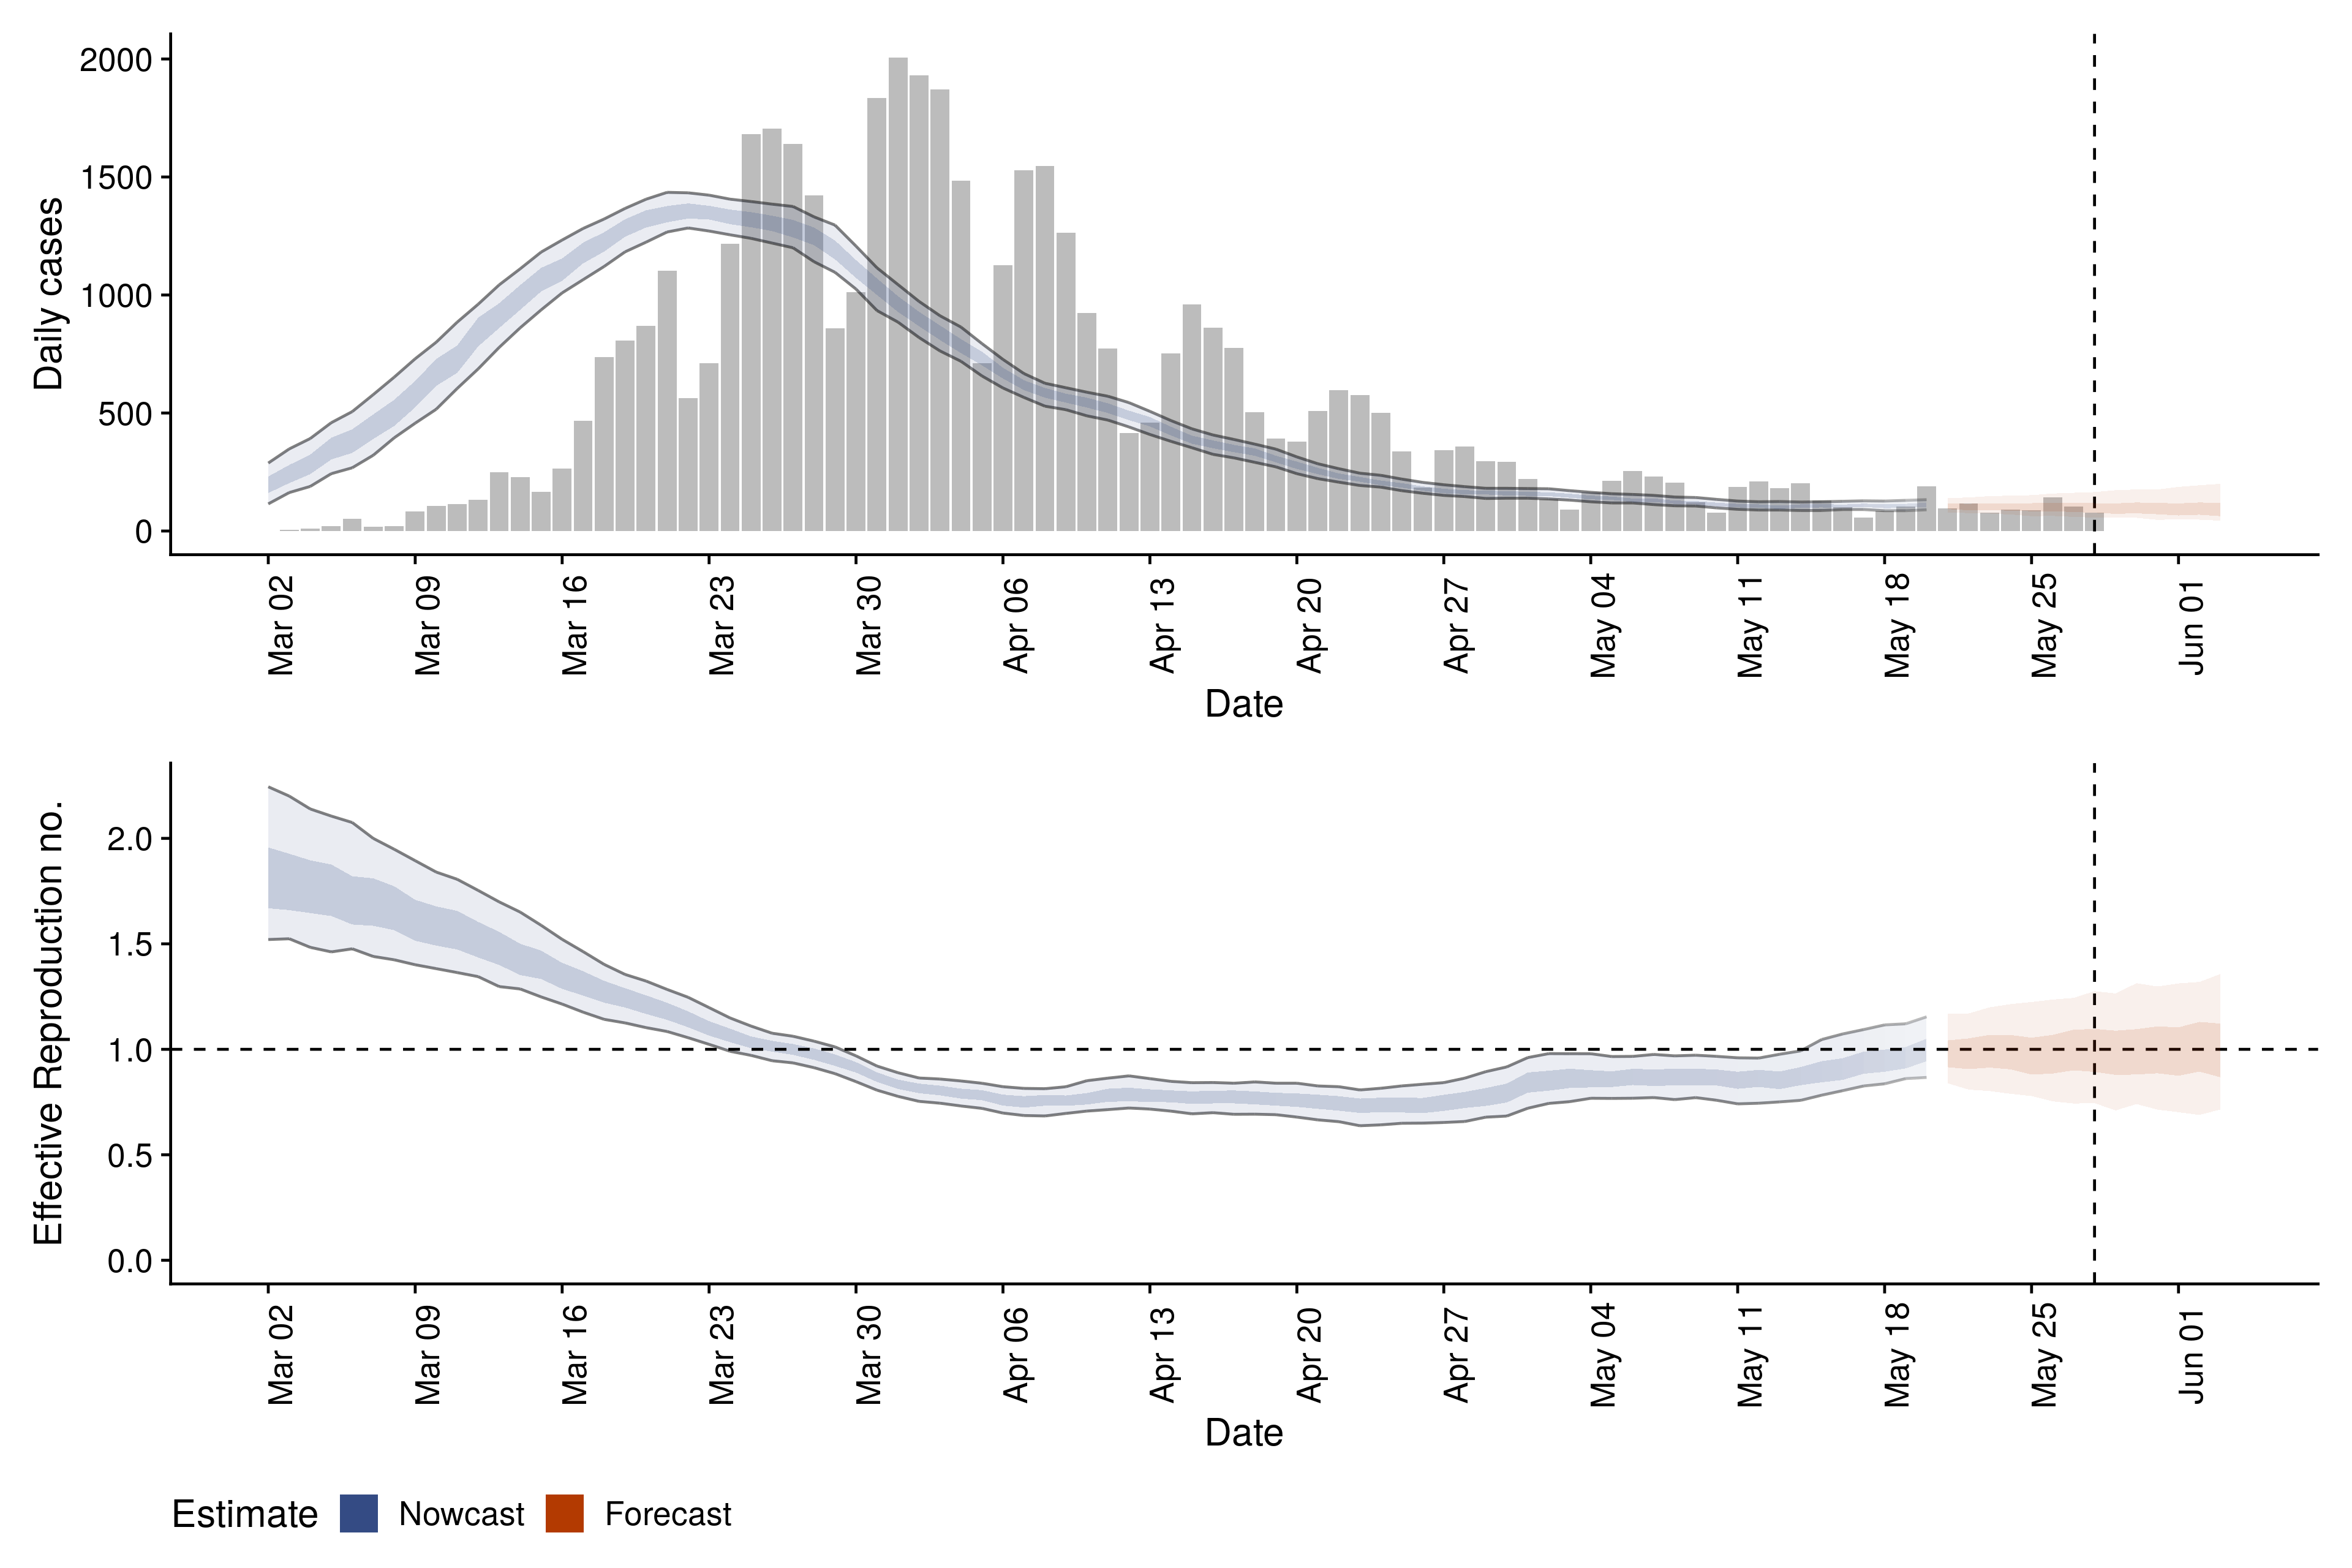 Daily cases
2000
1500
1000
500
0
Mar 02 Mar 09 Mar 16 Mar 23 Mar 30 Apr 06 Apr 13 Apr 20 Apr 27 May 04 May 11 May 18 May 25 Jun 01
Date
Effective Reproduction no.
2.0
1.5
1.0
0.5
0.0
Mar 02 Mar 09 Mar 16 Mar 23 Mar 30 Apr 06 Apr 13 Apr 20 Apr 27 May 04 May 11 May 18 May 25 Jun 01
Date
Estimate Nowcast Forecast